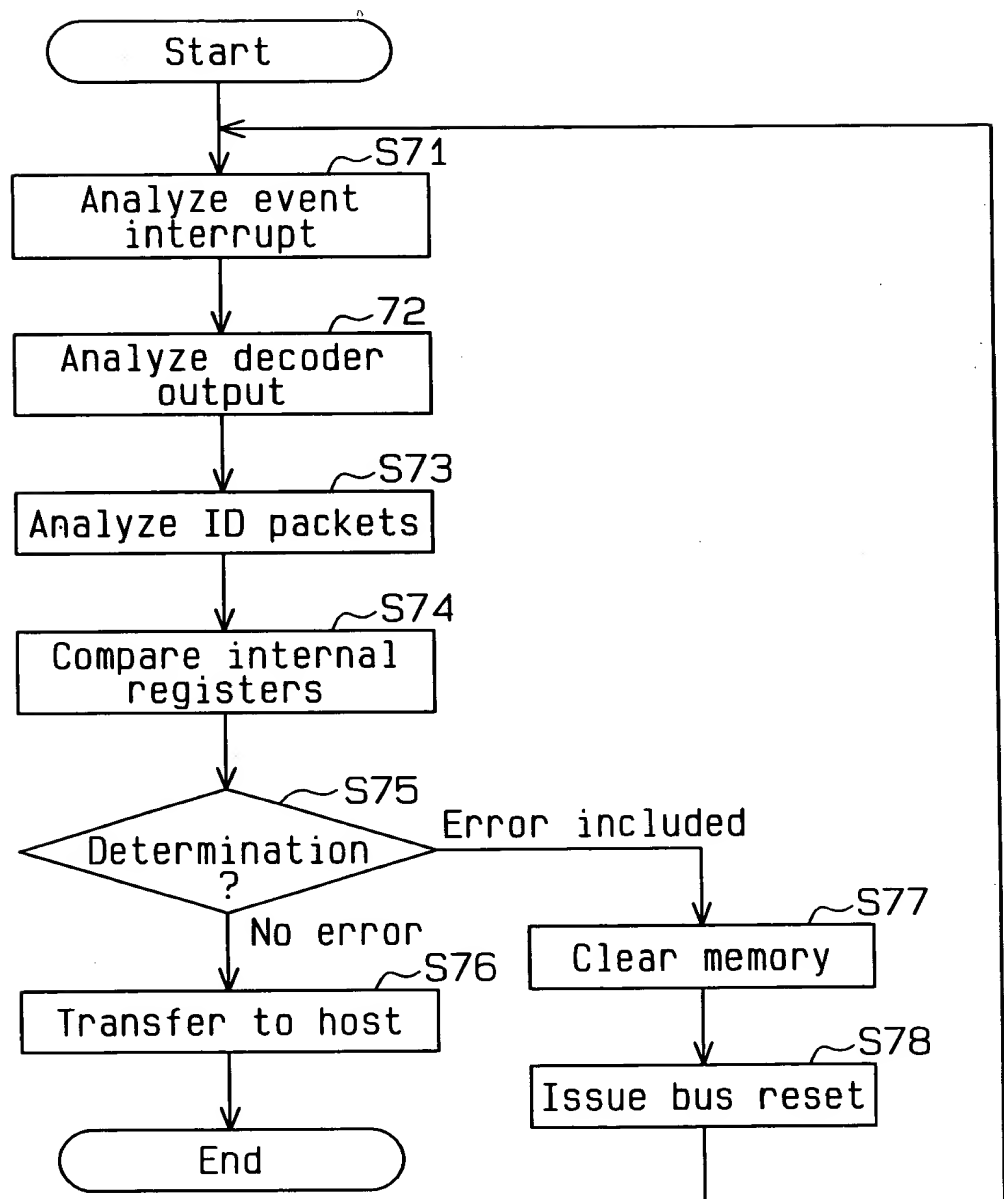 Start
S71
Analyze event
interrupt
72
Analyze decoder
output
S73
Analyze ID packets
S74
Compare internal
registers
S75
Determination
?
Error included
No error
S77
Clear memory
S76
Transfer to host
S78
Issue bus reset
End